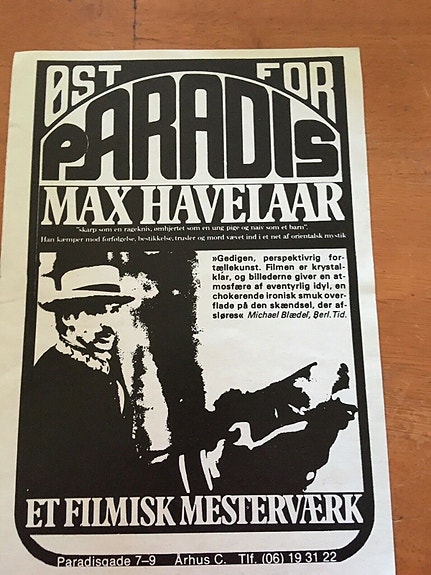 ØST FOR
PARADIS
MAX HAVELAAR
"skarp som en ragekniv, ømhjertet som en ung pige og naiv som et barn".
Han kæmper mod forfølgelse, bestikkelse, trusler og mord vævet ind i et net af orientalsk mystik
»Gedigen, perspektivrig for-
tællekunst. Filmen er krystal-
klar, og billederne giver en at-
mosfære af eventyrlig idyl, en
chokerende ironisk smuk over-
flade på den skændsel, der af-
sløres« Michael Blædel, Berl.Tid.
ET FILMISK MESTERVÆRK
Paradisgade 7-9 Århus C. Tlf. (06) 19 31 22